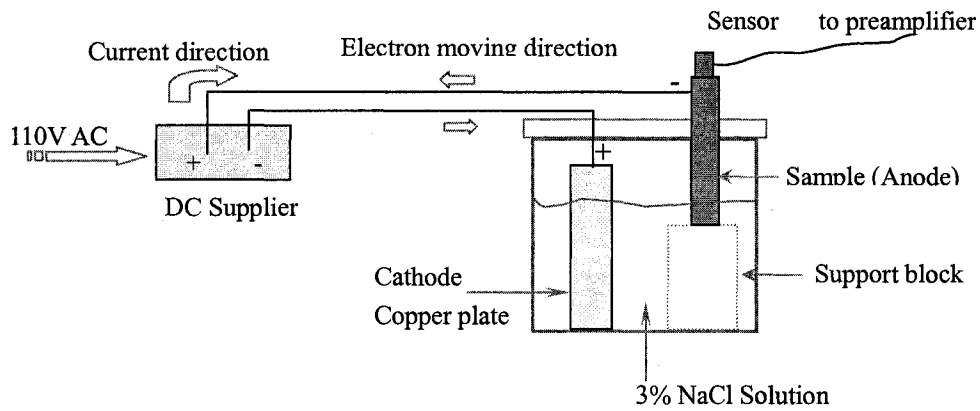 Sensor to preamplifier
Current direction
Electron moving direction
-
110V AC
+ -
+
DC Supplier
Sample (Anode)
Cathode
Copper plate
Support block
3% NaCl Solution